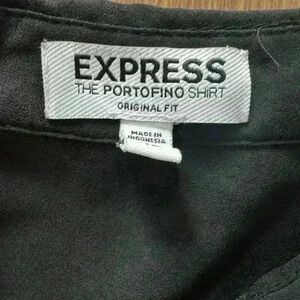 EXPRESS
THE PORTOFINO SHIRT
ORIGINAL FIT
MADE IN
INDONESIA